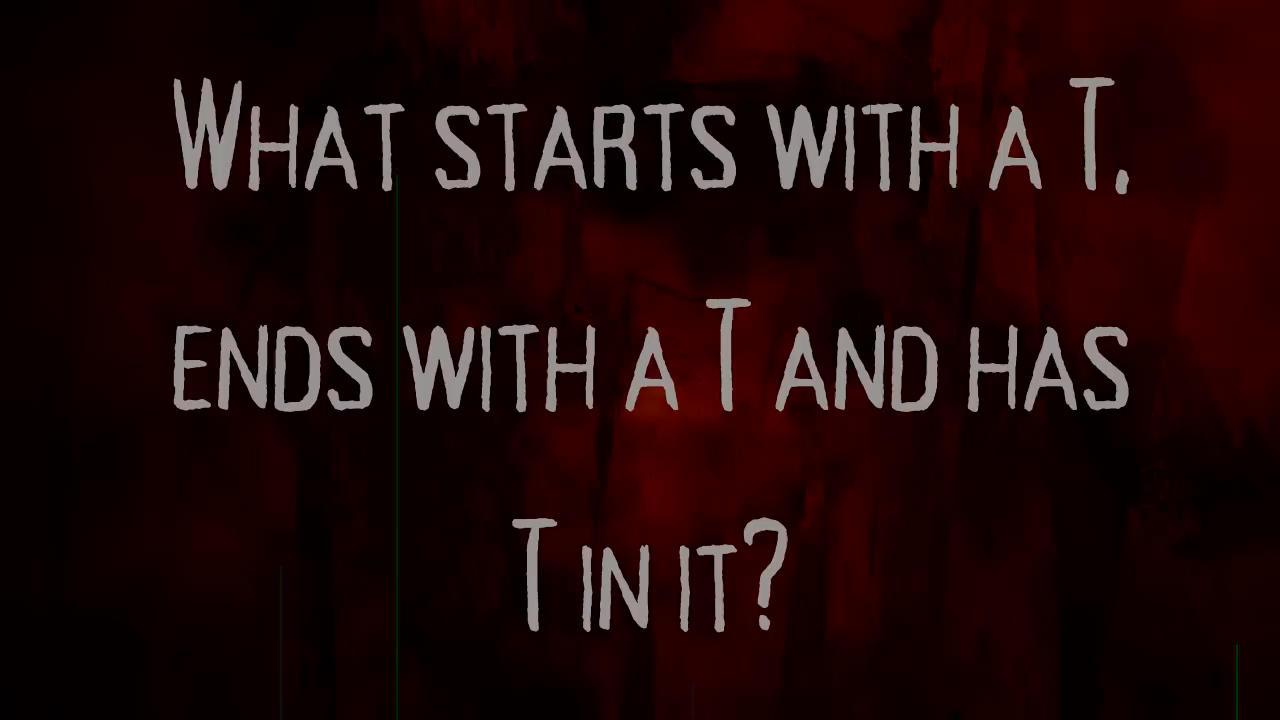 What starts with a T,
ends with a T and has
T in it?